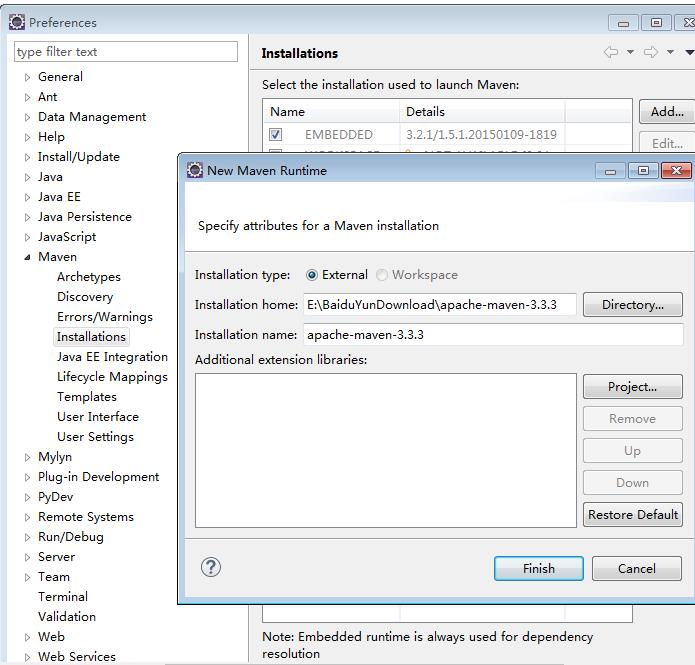 Preferences
type filter text
General
Ant
Data Management
Help
Install/Update
Java
Java EE
Java Persistence
JavaScript
Maven
Archetypes
Discovery
Errors/Warnings
Installations
Java EE Integration
Lifecycle Mappings
Templates
User Interface
User Settings
Mylyn
Plug-in Development
PyDev
Remote Systems
Run/Debug
Server
Team
Terminal
Validation
Web
Web Services
Installations
Select the installation used to launch Maven:
Name Details
EMBEDDED 3.2.1/1.5.1.20150109-1819
Add...
Edit...
New Maven Runtime
Specify attributes for a Maven installation
Installation type: External Workspace
Installation home: E:\BaiduYunDownload\apache-maven-3.3.3 Directory...
Installation name: apache-maven-3.3.3
Additional extension libraries:
Project...
Remove
Up
Down
Restore Default
? Finish Cancel
Note: Embedded runtime is always used for dependency
resolution